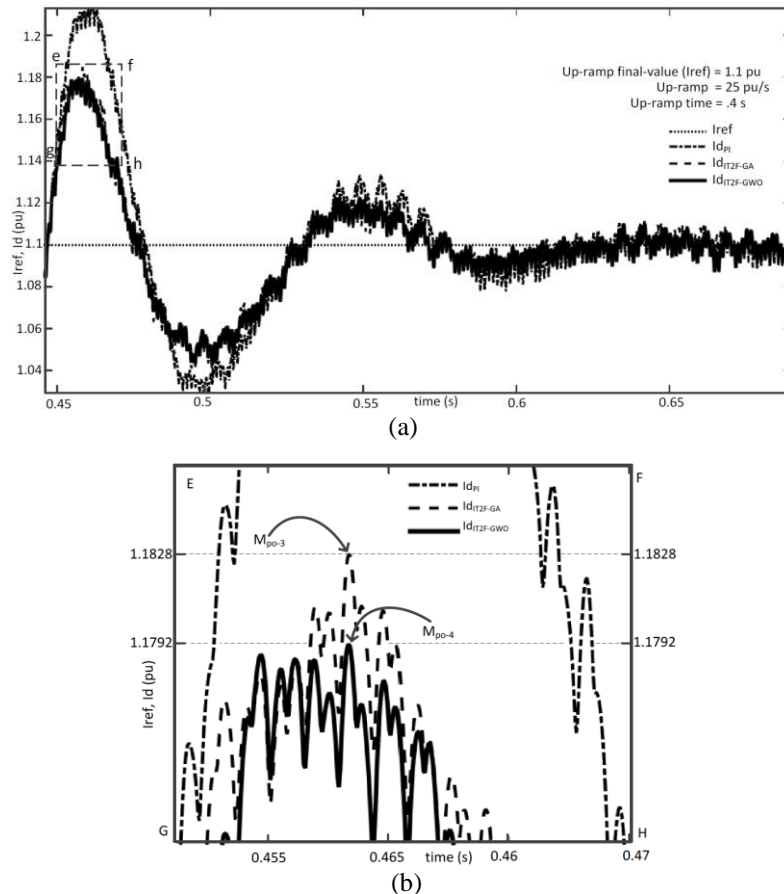 1.2
1.18
1.16
1.14
1.12
1.1
1.08
1.06
1.04
Iref, Id (pu)
e
f
g
h
Up-ramp final-value (Iref) = 1.1 pu
Up-ramp = 25 pu/s
Up-ramp time = .4 s
Iref
IdPI
IdIT2F-GA
IdIT2F-GWO
0.45
0.5
0.55
time (s)
0.6
0.65
(a)
E
F
IdPI
IdIT2F-GA
IdIT2F-GWO
Mpo-3
1.1828
1.1828
Mpo-4
1.1792
1.1792
Iref, Id (pu)
G
H
0.455
0.465
time (s)
0.46
0.47
(b)